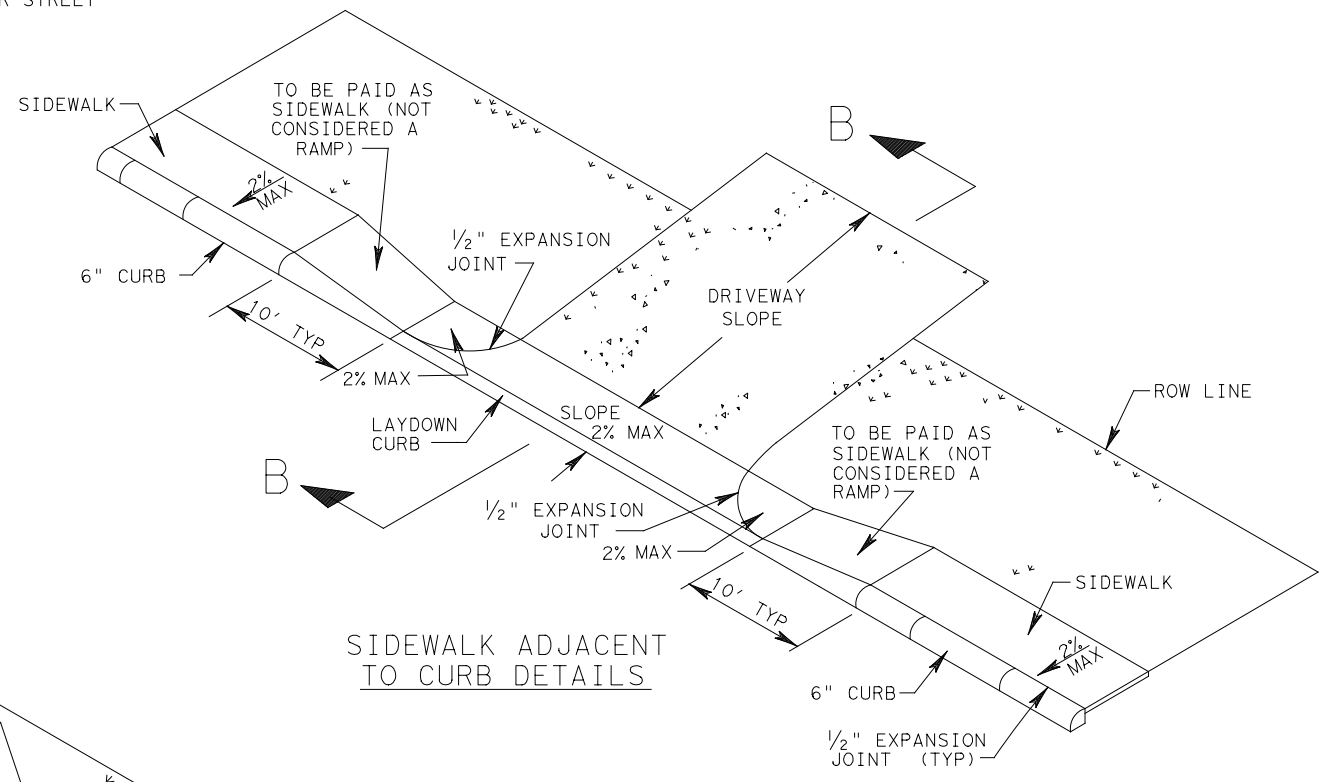 R STREET
SIDEWALK
TO BE PAID AS
SIDEWALK (NOT
CONSIDERED A
RAMP)
B
2%
MAX
1/2" EXPANSION
JOINT
6" CURB
DRIVEWAY
SLOPE
10' TYP
2% MAX
ROW LINE
SLOPE
2% MAX
LAYDOWN
CURB
TO BE PAID AS
SIDEWALK (NOT
CONSIDERED A
RAMP)
B
1/2" EXPANSION
JOINT
2% MAX
SIDEWALK
10' TYP
2%
MAX
SIDEWALK ADJACENT
TO CURB DETAILS
6" CURB
1/2" EXPANSION
JOINT (TYP)